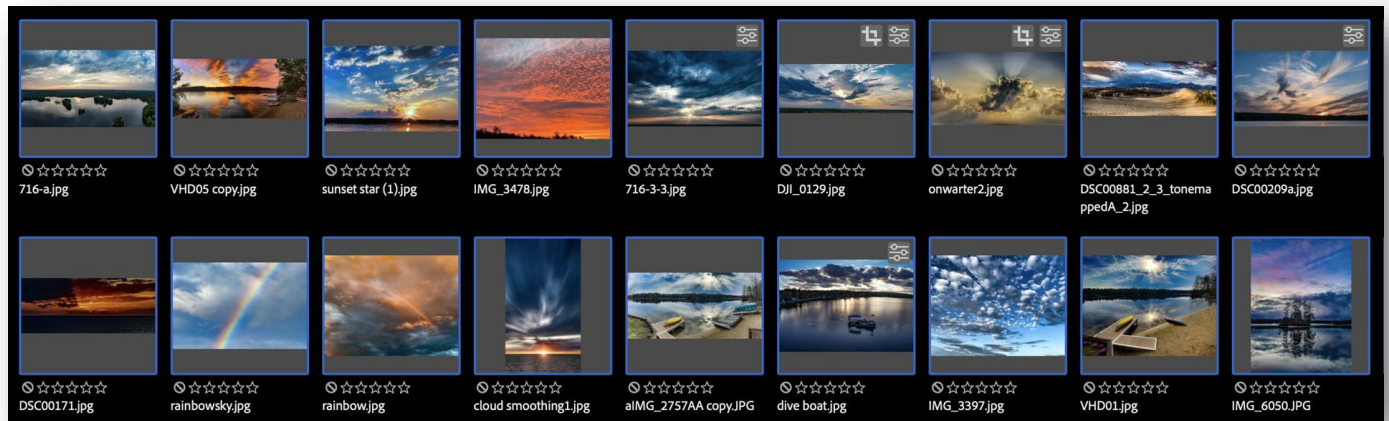 716-a.jpg
VHD05 copy.jpg
sunset star (1).jpg
IMG_3478.jpg
716-3-3.jpg
DJI_0129.jpg
onwarter2.jpg
DSC00881_2_3_tonema
ppedA_2.jpg
DSC00209a.jpg
DSC00171.jpg
rainbowsky.jpg
rainbow.jpg
cloud smoothing1.jpg
aIMG_2757AA copy.JPG
dive boat.jpg
IMG_3397.jpg
VHD01.jpg
IMG_6050.JPG